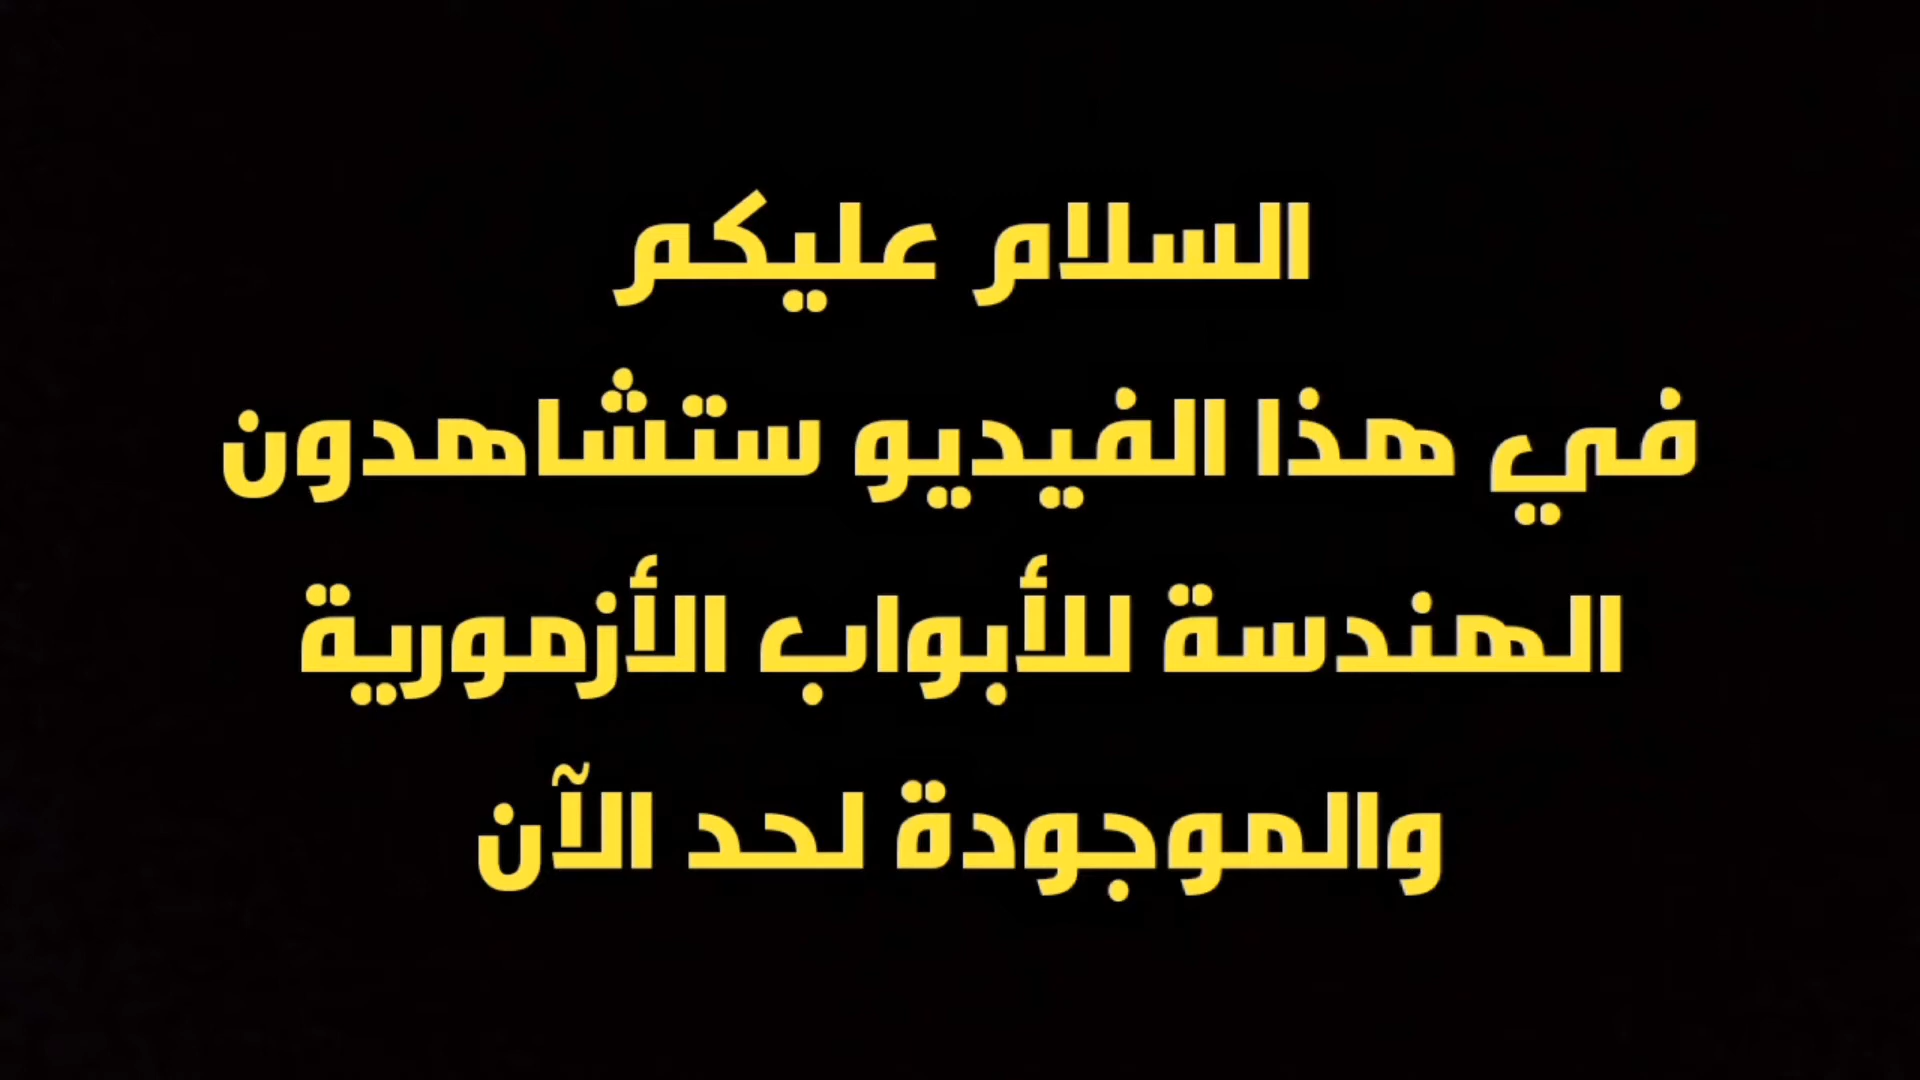 السلام عليكم
في هذا الفيديو ستشاهدون
الهندسة للأبواب الأزمورية
والموجودة لحد الآن